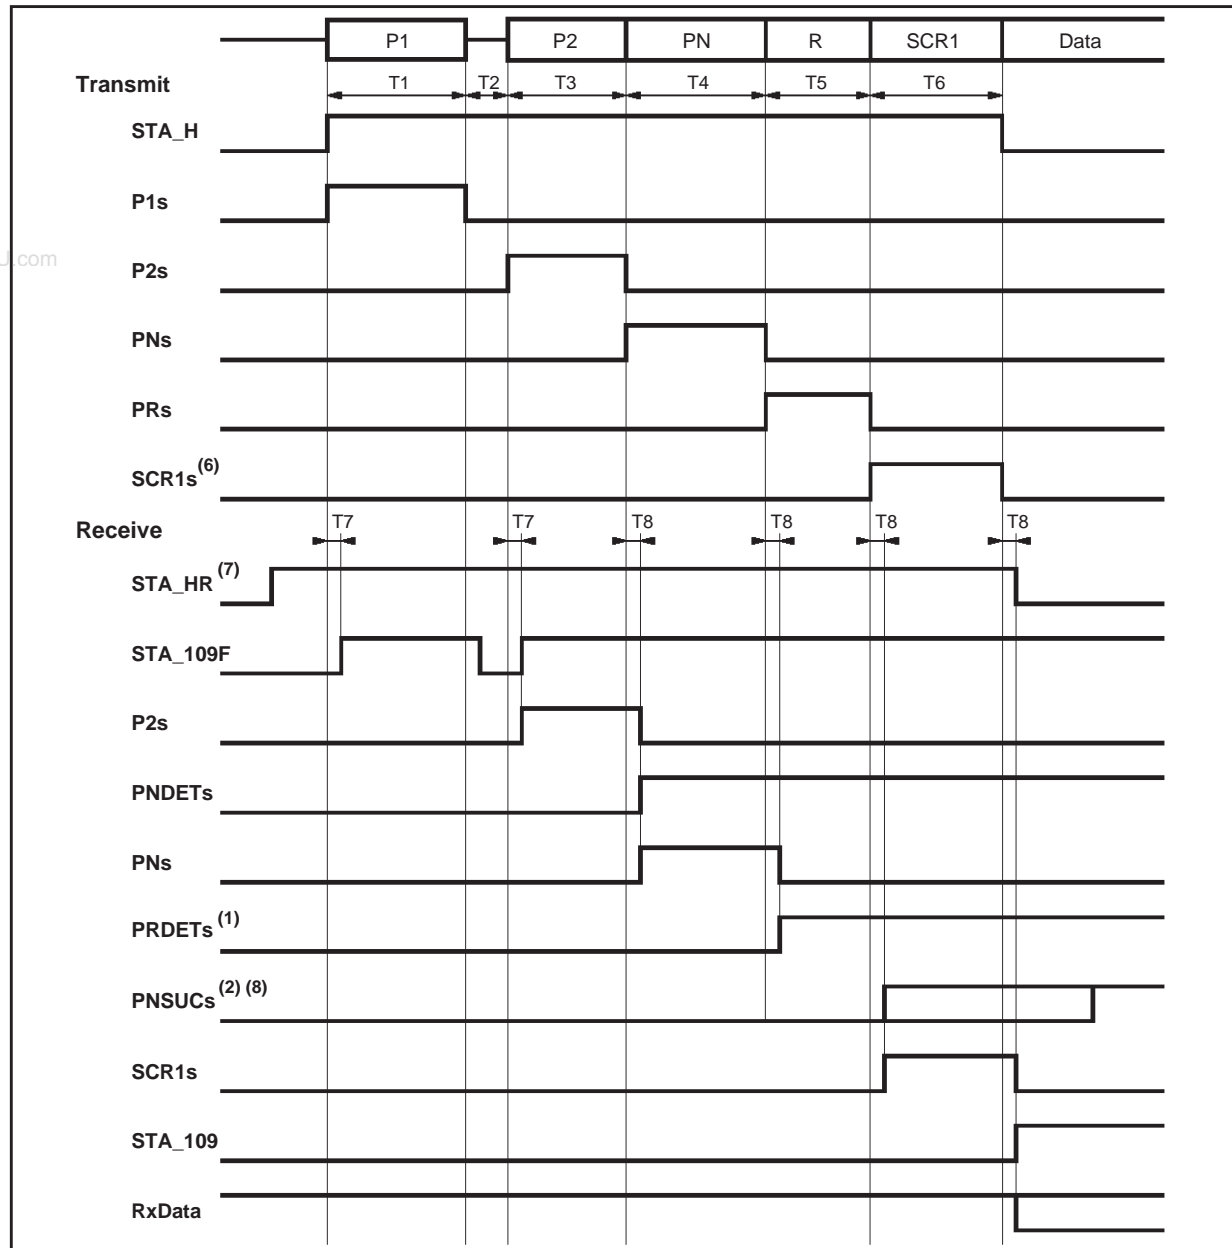 P1 P2 PN R SCR1 Data
Transmit
T1 T2 T3 T4 T5 T6
STA_H
P1s
J.com
P2s
PNs
PRs
SCR1s(6)
Receive
T7 T7 T8 T8 T8 T8
STA_HR(7)
STA_109F
P2s
PNDETs
PNs
PRDETs(1)
PNSUCs(2) (8)
SCR1s
STA_109
RxData